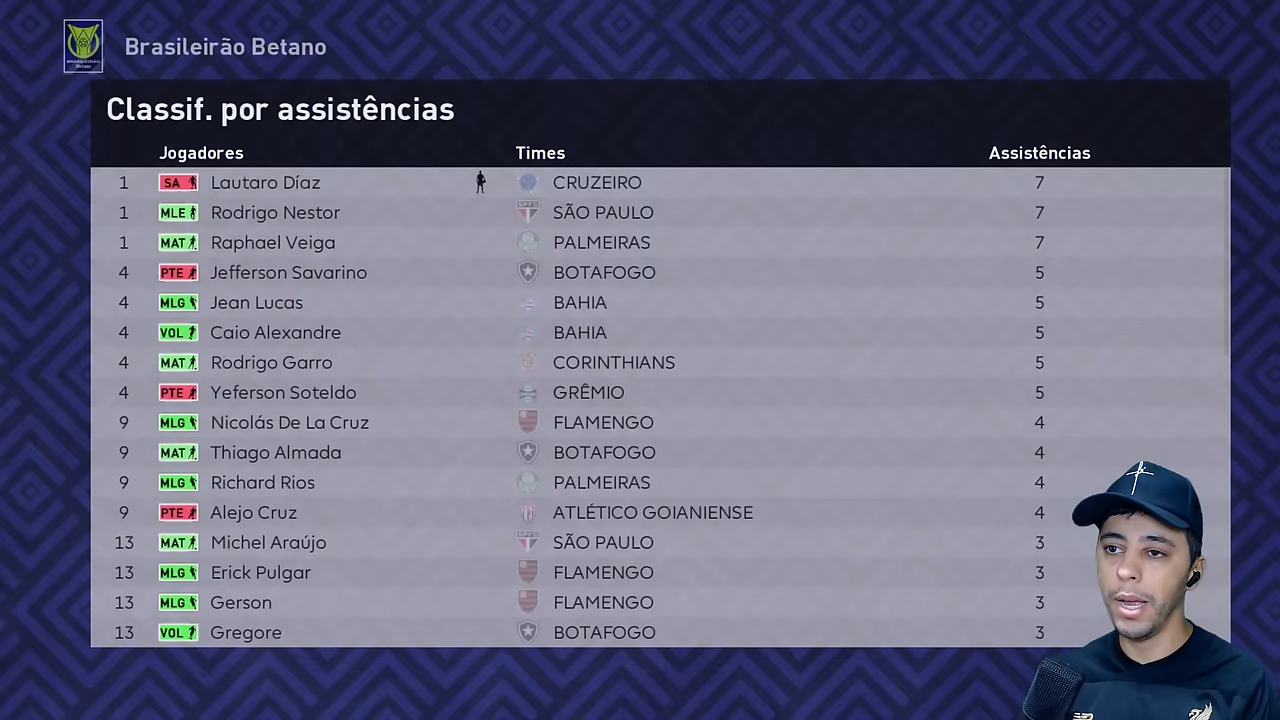 Brasileirão Betano
Classif. por assistências
Jogadores Times Assistências
1 SA Lautaro Díaz CRUZEIRO 7
1 MLE Rodrigo Nestor SÃO PAULO 7
1 MAT Raphael Veiga PALMEIRAS 7
4 PTE Jefferson Savarino BOTAFOGO 5
4 MLG Jean Lucas BAHIA 5
4 VOL Caio Alexandre BAHIA 5
4 MAT Rodrigo Garro CORINTHIANS 5
4 PTE Yeferson Soteldo GRÊMIO 5
9 MLG Nicolás De La Cruz FLAMENGO 4
9 MAT Thiago Almada BOTAFOGO 4
9 MLG Richard Rios PALMEIRAS 4
9 PTE Alejo Cruz ATLÉTICO GOIANIENSE 4
13 MAT Michel Araújo SÃO PAULO 3
13 MLG Erick Pulgar FLAMENGO 3
13 MLG Gerson FLAMENGO 3
13 VOL Gregore BOTAFOGO 3